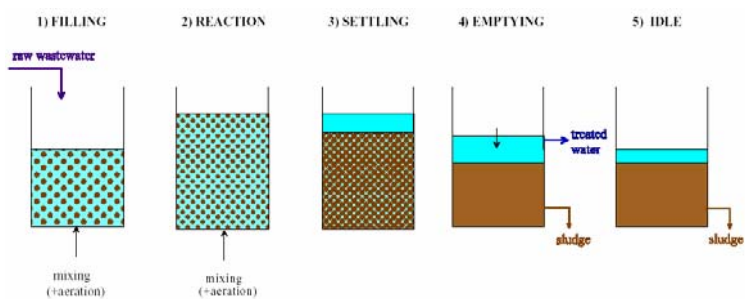 1) FILLING
2) REACTION
3) SETTLING
4) EMPTYING
5) IDLE
raw wastewater
treated
water
sludge
sludge
mixing
(+aeration)
mixing
(+aeration)